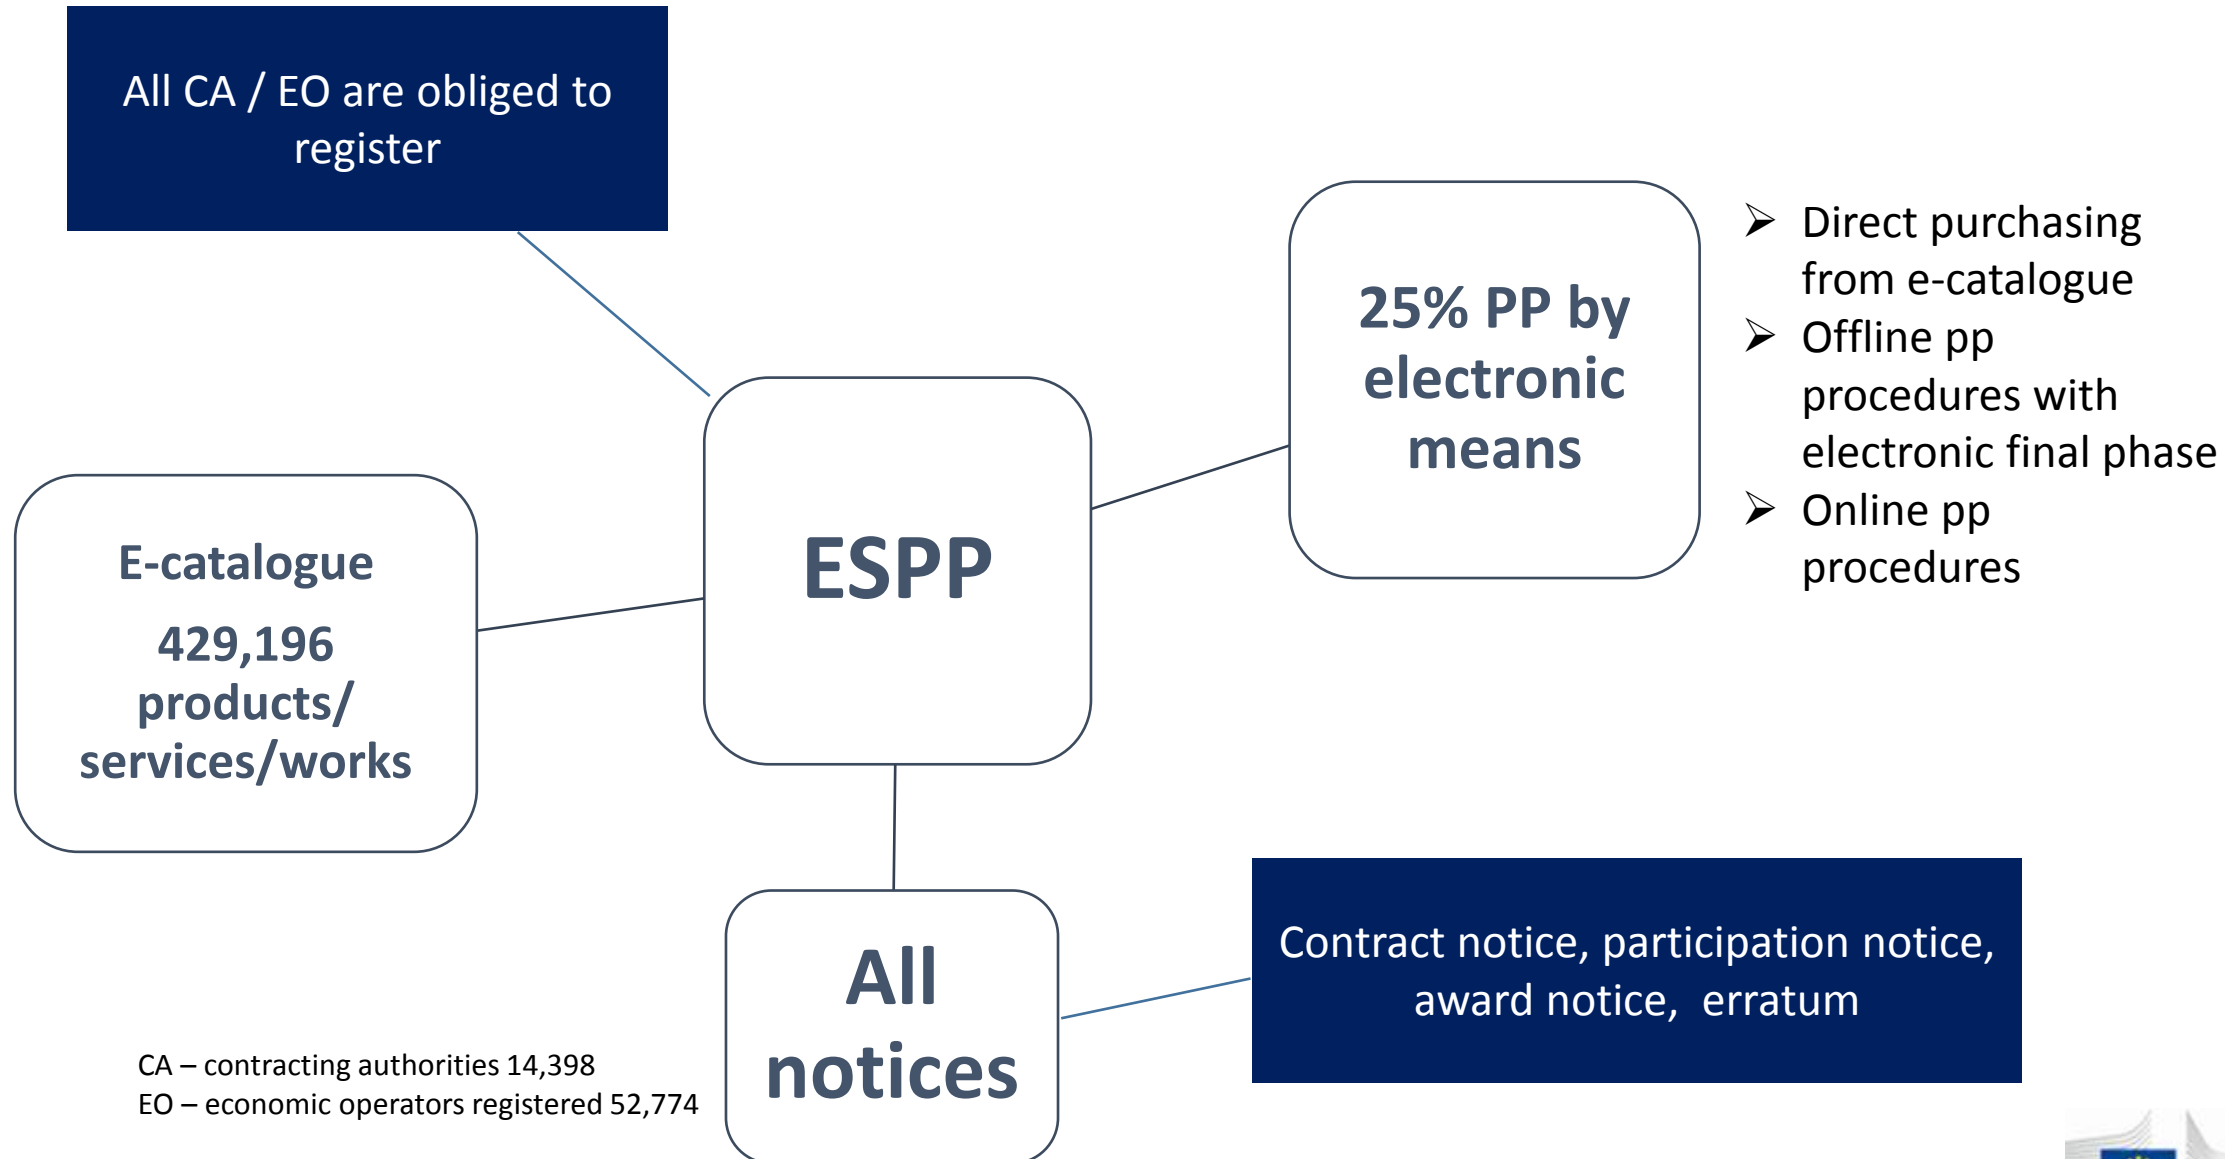 All CA / EO are obliged to
register
25% PP by
electronic
means
➢ Direct purchasing
from e-catalogue
➢ Offline pp
procedures with
electronic final phase
➢ Online pp
procedures
ESPP
E-catalogue
429,196
products/
services/works
All
notices
Contract notice, participation notice,
award notice,  erratum
CA – contracting authorities 14,398
EO – economic operators registered 52,774